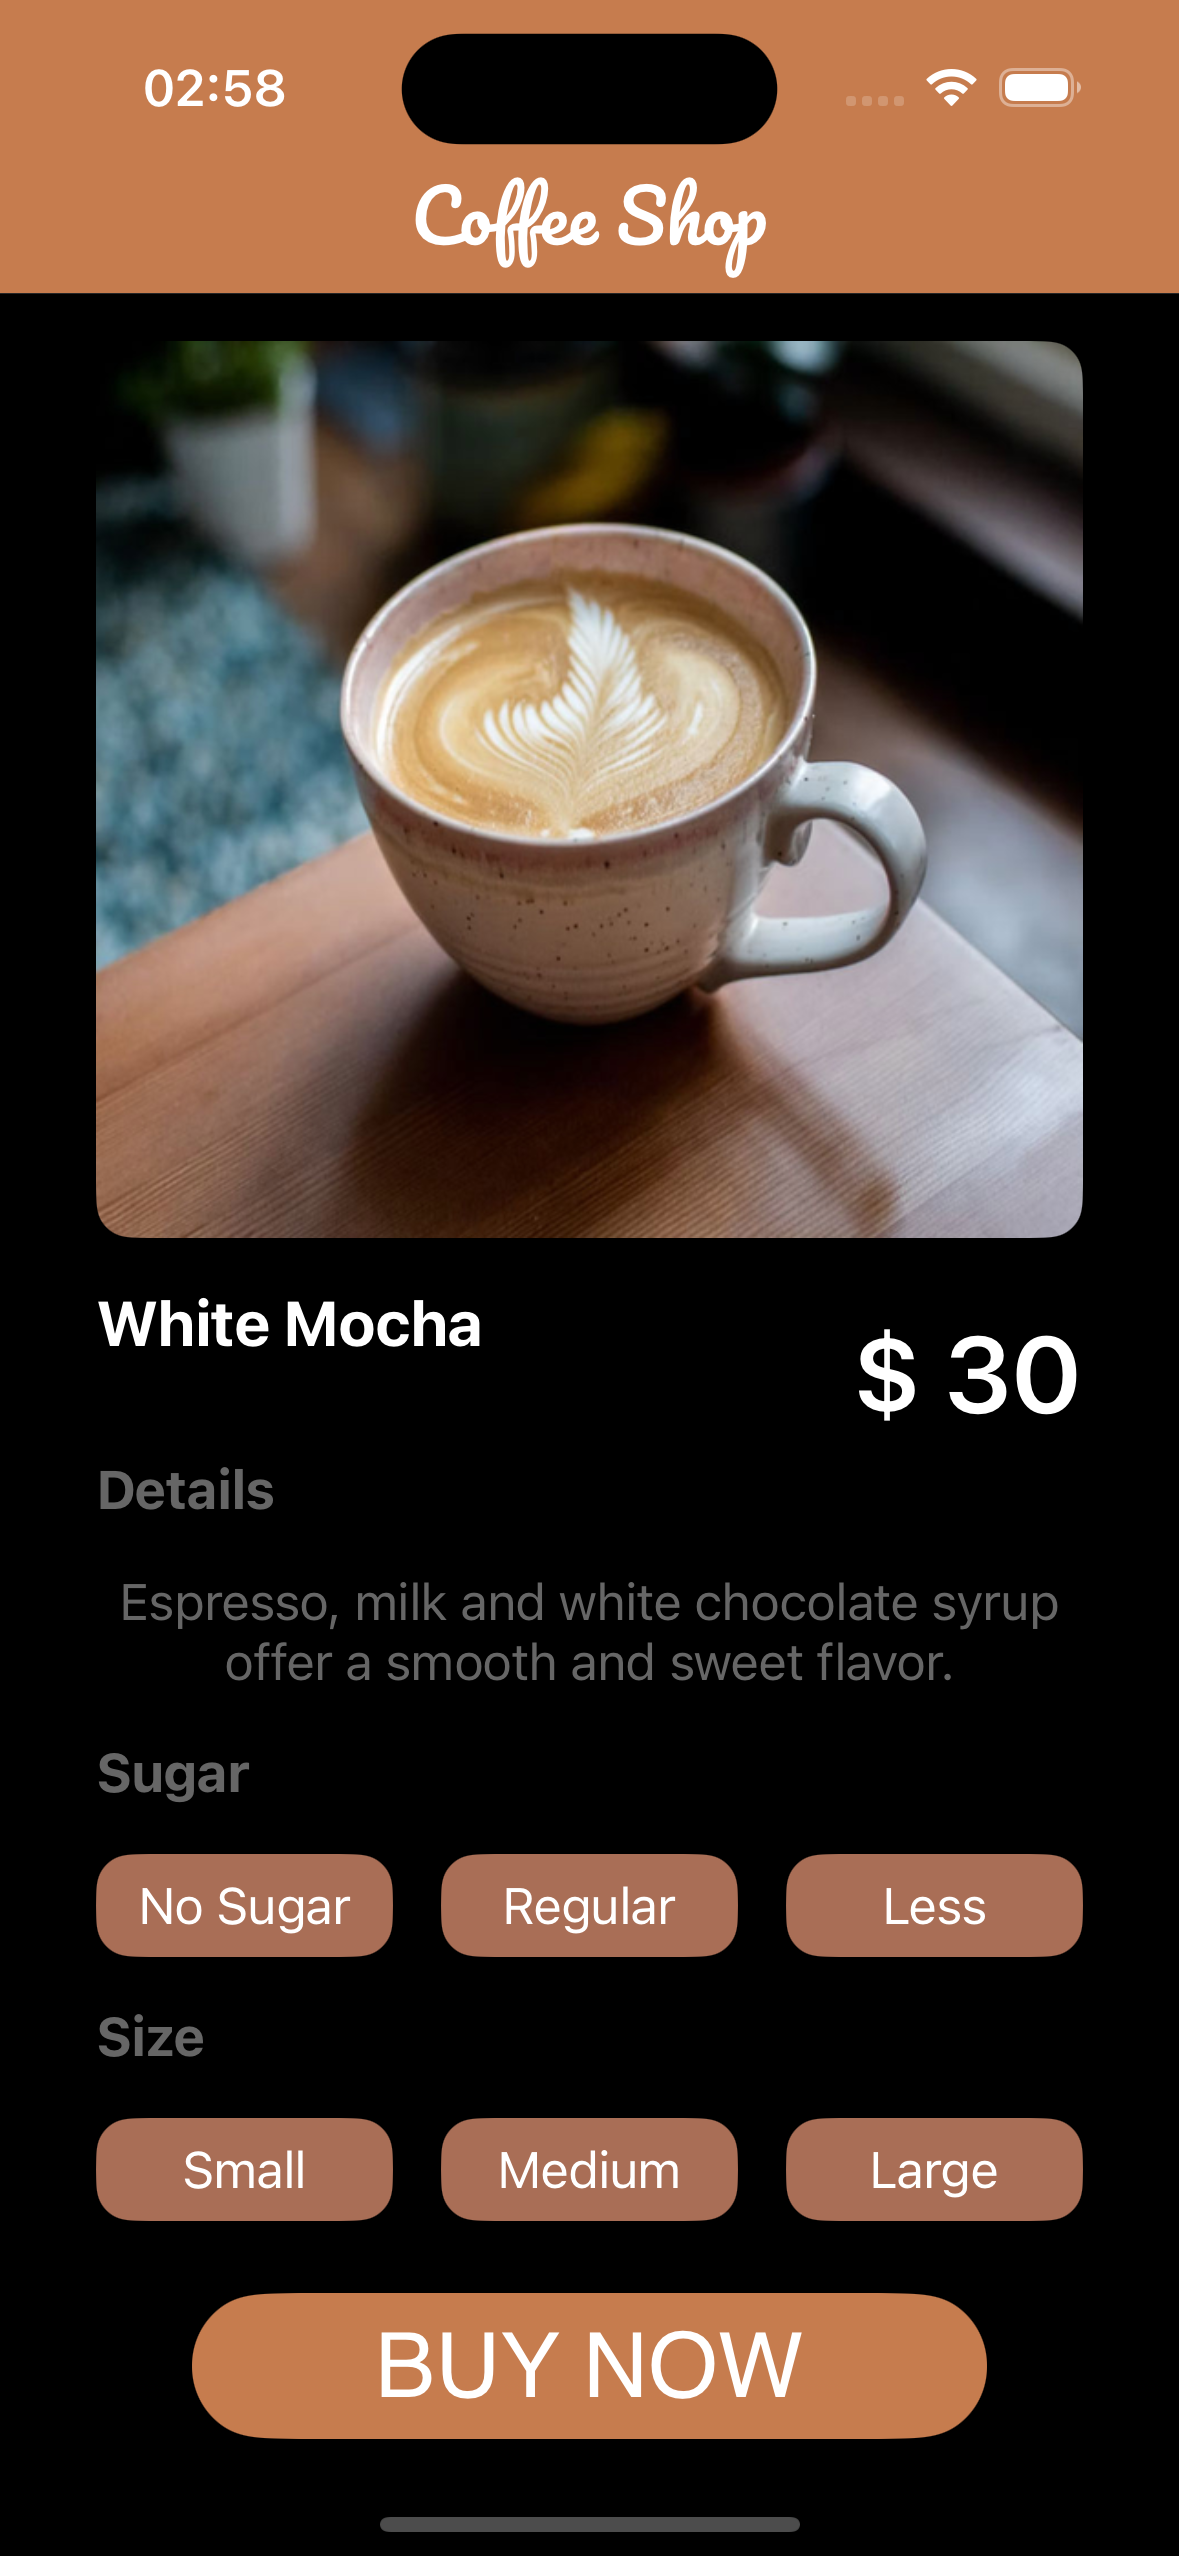 02:58
Coffee Shop
White Mocha
$ 30
Details
Espresso, milk and white chocolate syrup
offer a smooth and sweet flavor.
Sugar
No Sugar
Regular
Less
Size
Small
Medium
Large
BUY NOW